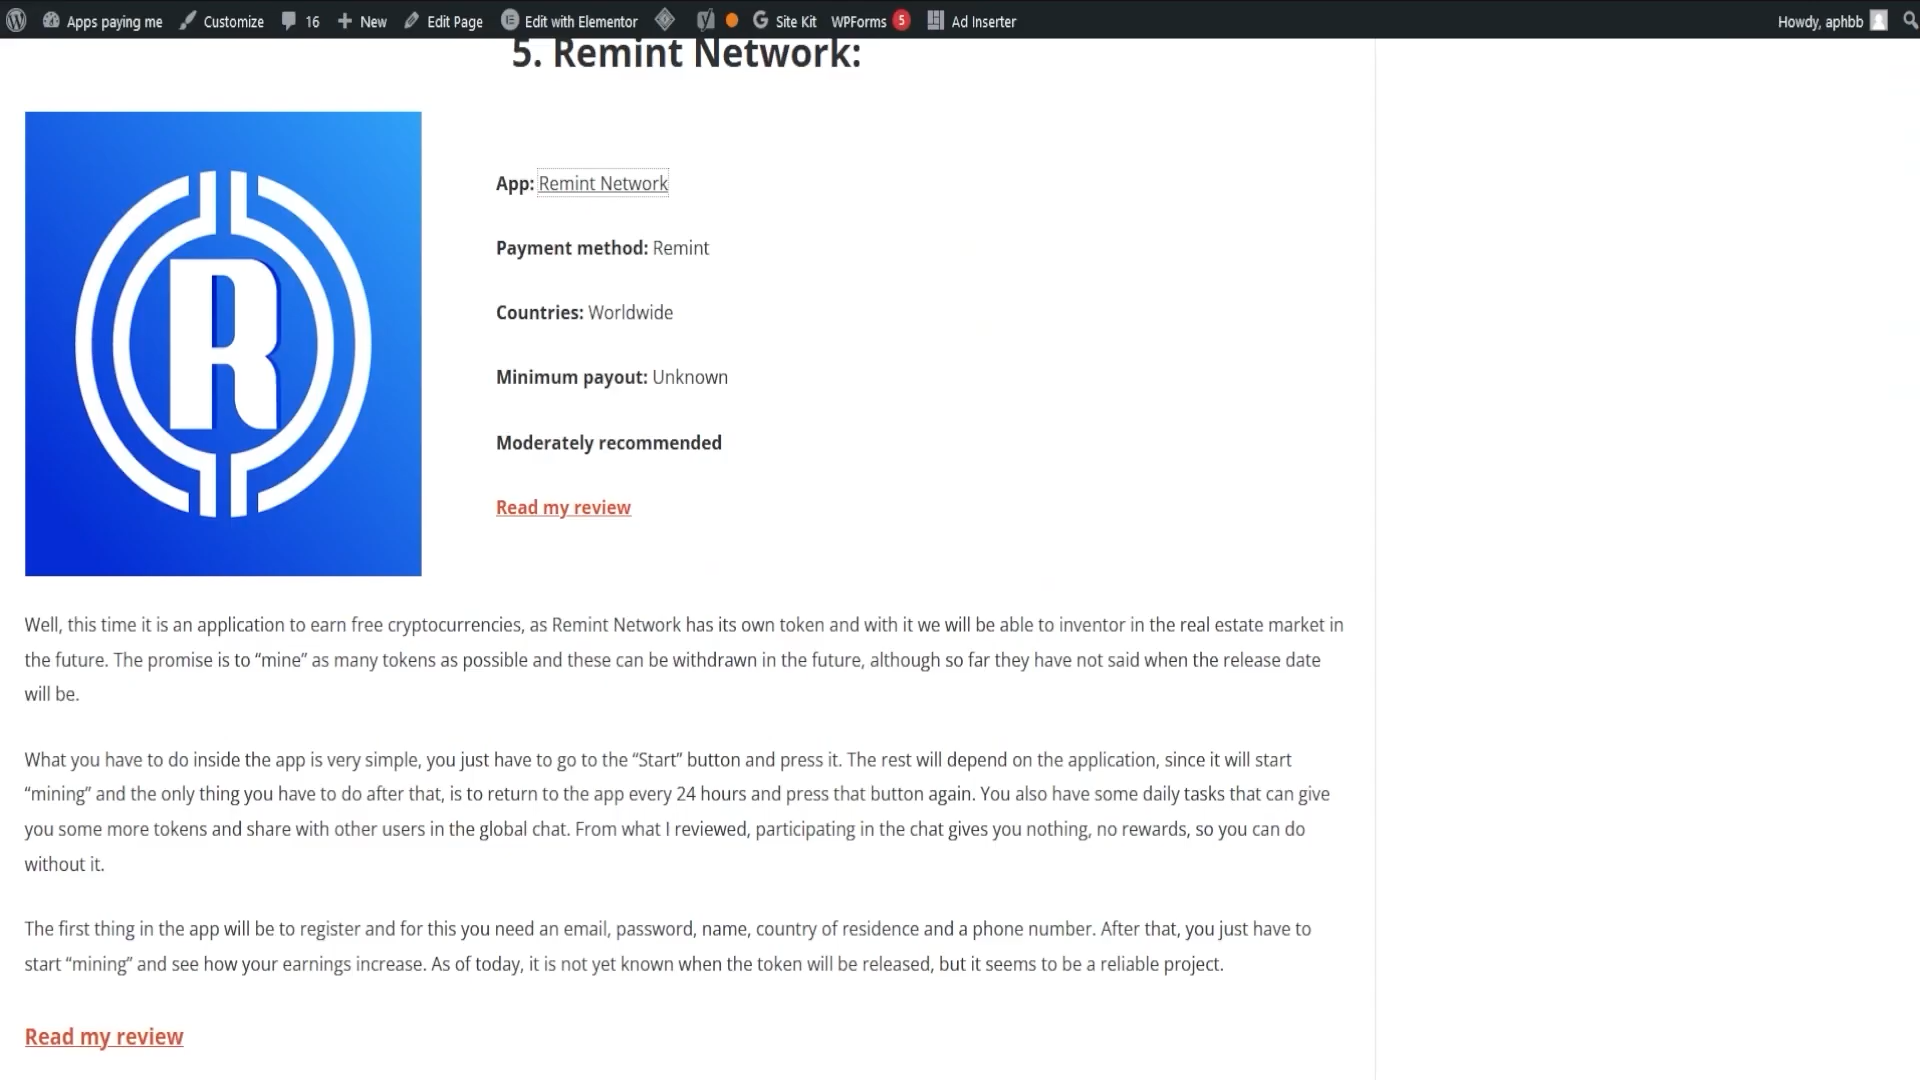 Apps paying me Customize 16 New Edit Page Edit with Elementor Site Kit WPForms 5 Ad Inserter Howdy, aphbb
5. Remint Network:
R
App: Remint Network
Payment method: Remint
Countries: Worldwide
Minimum payout: Unknown
Moderately recommended
Read my review
Well, this time it is an application to earn free cryptocurrencies, as Remint Network has its own token and with it we will be able to inventor in the real estate market in
the future. The promise is to “mine” as many tokens as possible and these can be withdrawn in the future, although so far they have not said when the release date
will be.
What you have to do inside the app is very simple, you just have to go to the “Start” button and press it. The rest will depend on the application, since it will start
“mining” and the only thing you have to do after that, is to return to the app every 24 hours and press that button again. You also have some daily tasks that can give
you some more tokens and share with other users in the global chat. From what I reviewed, participating in the chat gives you nothing, no rewards, so you can do
without it.
The first thing in the app will be to register and for this you need an email, password, name, country of residence and a phone number. After that, you just have to
start “mining” and see how your earnings increase. As of today, it is not yet known when the token will be released, but it seems to be a reliable project.
Read my review